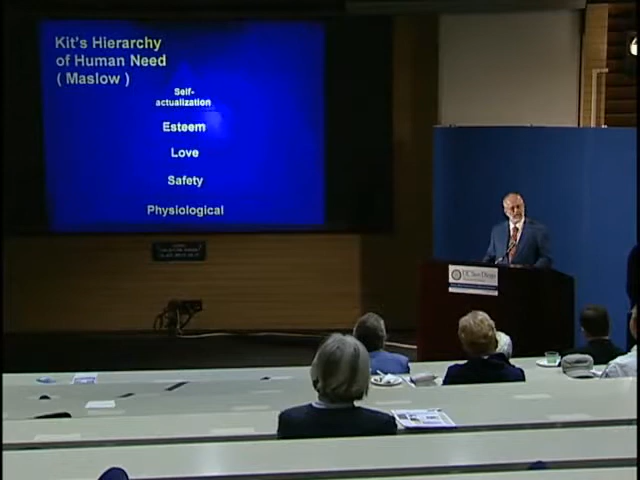 Kit's Hierarchy
of Human Need
( Maslow )
Self-
actualization
Esteem
Love
Safety
Physiological
UC San Diego